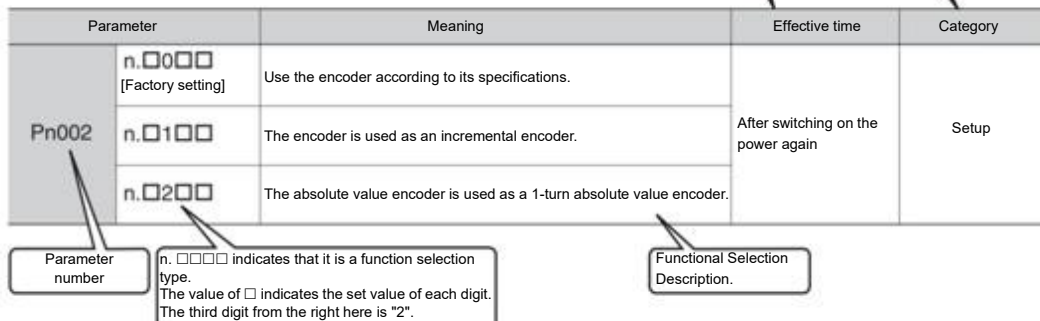 Parameter Meaning Effective time Category
n.□0□□
[Factory setting]
Use the encoder according to its specifications.
Pn002
n.□1□□
The encoder is used as an incremental encoder.
After switching on the
power again
Setup
n.□2□□
The absolute value encoder is used as a 1-turn absolute value encoder.
Parameter
number
n. □□□□ indicates that it is a function selection
type.
The value of □ indicates the set value of each digit.
The third digit from the right here is "2".
Functional Selection
Description.